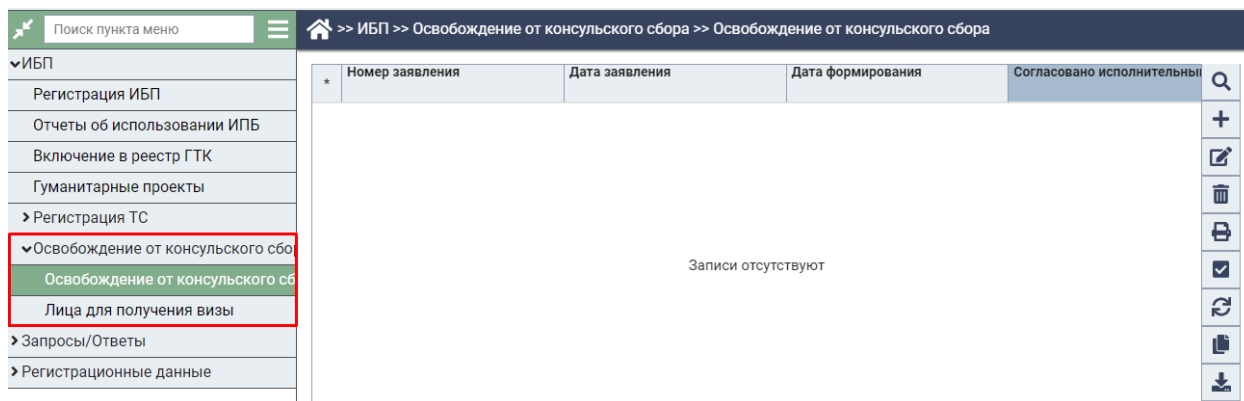 Поиск пункта меню
>> ИБП >> Освобождение от консульского сбора >> Освобождение от консульского сбора
ИБП
Регистрация ИБП
Отчеты об использовании ИПБ
Включение в реестр ГТК
Гуманитарные проекты
Регистрация ТС
Освобождение от консульского сбо
Освобождение от консульского сб
Лица для получения визы
Запросы/Ответы
Регистрационные данные
* Номер заявления Дата заявления Дата формирования Согласовано исполнительны
Записи отсутствуют